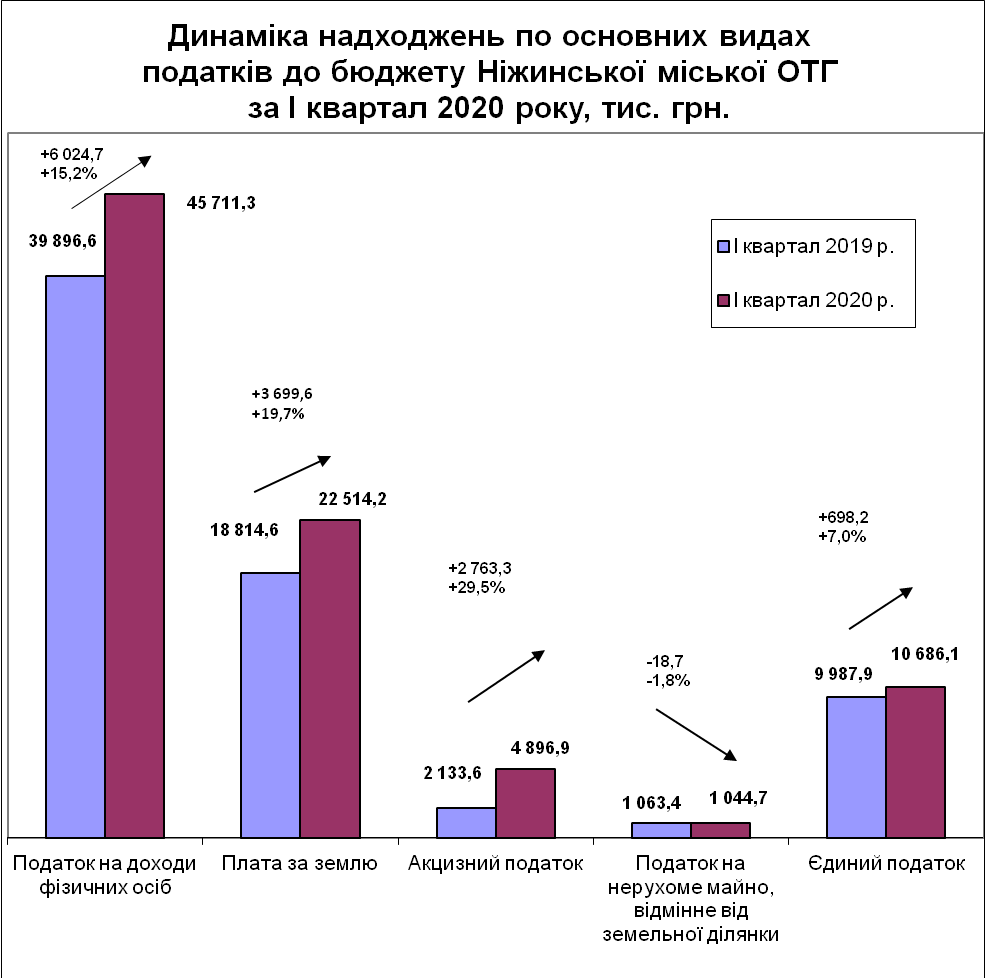 Динаміка надходжень по основних видах
податків до бюджету Ніжинської міської ОТГ
за І квартал 2020 року, тис. грн.
+6 024,7
+15,2%
45 711,3
39 896,6
І квартал 2019 р.
І квартал 2020 р.
+3 699,6
+19,7%
22 514,2
18 814,6
+2 763,3
+29,5%
4 896,9
2 133,6
-18,7
-1,8%
1 063,4
1 044,7
+698,2
+7,0%
10 686,1
9 987,9
Податок на доходи
фізичних осіб
Плата за землю
Акцизний податок
Податок на
нерухоме майно,
відмінне від
земельної ділянки
Єдиний податок